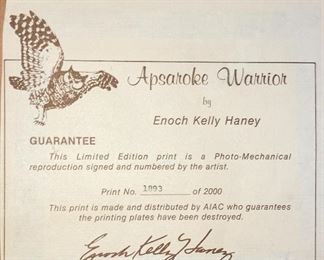 Apsaroke Warrior
by
Enoch Kelly Haney
GUARANTEE
This Limited Edition print is a Photo-Mechanical
reproduction signed and numbered by the artist.
Print No. 1893 of 2000
This print is made and distributed by AIAC who guarantees
the printing plates have been destroyed.
Enoch Kelly Haney